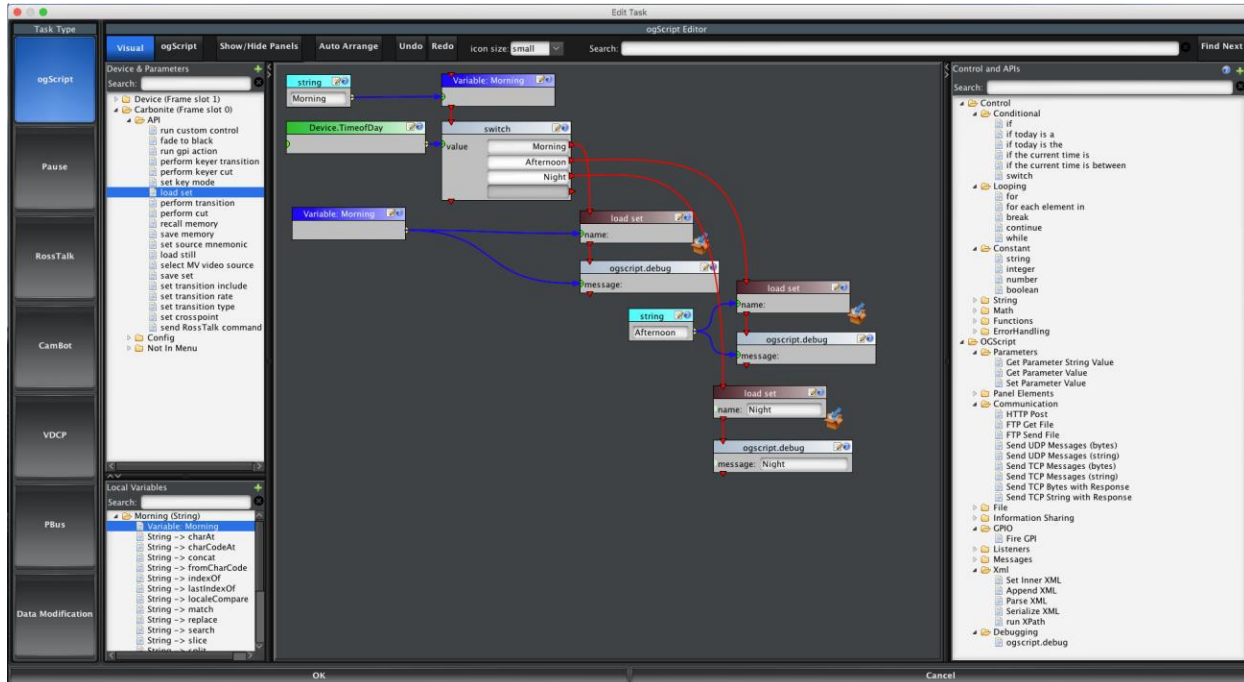 Edit Task
Task Type
ogScript Editor
Visual
ogScript
Show/Hide Panels
Auto Arrange
Undo
Redo
icon size: small
Search:
Find Next
ogScript
Pause
RossTalk
CamBot
VDCP
PBus
Data Modification
Device & Parameters
Search:
Device (Frame slot 1)
Carbonite (Frame slot 0)
API
run custom control
fade to black
run gpi action
perform keyer transition
perform keyer cut
set key mode
load set
perform transition
perform cut
recall memory
save memory
set source mnemonic
load still
select MV video source
save set
set transition include
set transition rate
set transition type
set crosspoint
send RossTalk command
Config
Not In Menu
Local Variables
Search:
Morning (String)
Variable: Morning
String -> charAt
String -> charCodeAt
String -> concat
String -> fromCharCode
String -> indexOf
String -> lastIndexOf
String -> localeCompare
String -> match
String -> replace
String -> search
String -> slice
String -> split
string
Morning
Variable: Morning
Device.TimeofDay
switch
value
Morning
Afternoon
Night
Variable: Morning
load set
name:
ogscript.debug
message:
string
Afternoon
load set
name:
ogscript.debug
message:
load set
name: Night
ogscript.debug
message: Night
Control and APIs
Search:
Control
Conditional
if
if today is a
if today is the
if the current time is
if the current time is between
switch
Looping
for
for each element in
break
continue
while
Constant
string
integer
number
boolean
String
Math
Functions
ErrorHandling
OGScript
Parameters
Get Parameter String Value
Get Parameter Value
Set Parameter Value
Panel Elements
Communication
HTTP Post
FTP Get File
FTP Send File
Send UDP Messages (bytes)
Send UDP Messages (string)
Send TCP Messages (bytes)
Send TCP Messages (string)
Send TCP Bytes with Response
Send TCP String with Response
File
Information Sharing
GPIO
Fire GPI
Listeners
Messages
Xml
Set Inner XML
Append XML
Parse XML
Serialize XML
run XPath
Debugging
ogscript.debug
OK
Cancel